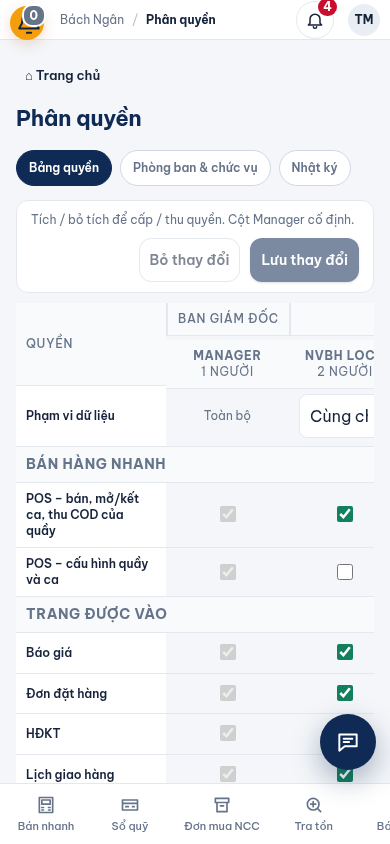 0
Bách Ngân / Phân quyền
4
TM
⌂ Trang chủ
Phân quyền
Bảng quyền
Phòng ban & chức vụ
Nhật ký
Tích / bỏ tích để cấp / thu quyền. Cột Manager cố định.
Bỏ thay đổi
Lưu thay đổi
QUYỀN
BAN GIÁM ĐỐC
MANAGER
1 NGƯỜI
NVBH LOC
2 NGƯỜI
Phạm vi dữ liệu
Toàn bộ
Cùng
BÁN HÀNG NHANH
POS – bán, mở/kết
ca, thu COD của
quầy
POS – cấu hình quầy
và ca
TRANG ĐƯỢC VÀO
Báo giá
Đơn đặt hàng
HĐKT
Lịch giao hàng
Bán nhanh
Sổ quỹ
Đơn mua NCC
Tra tồn